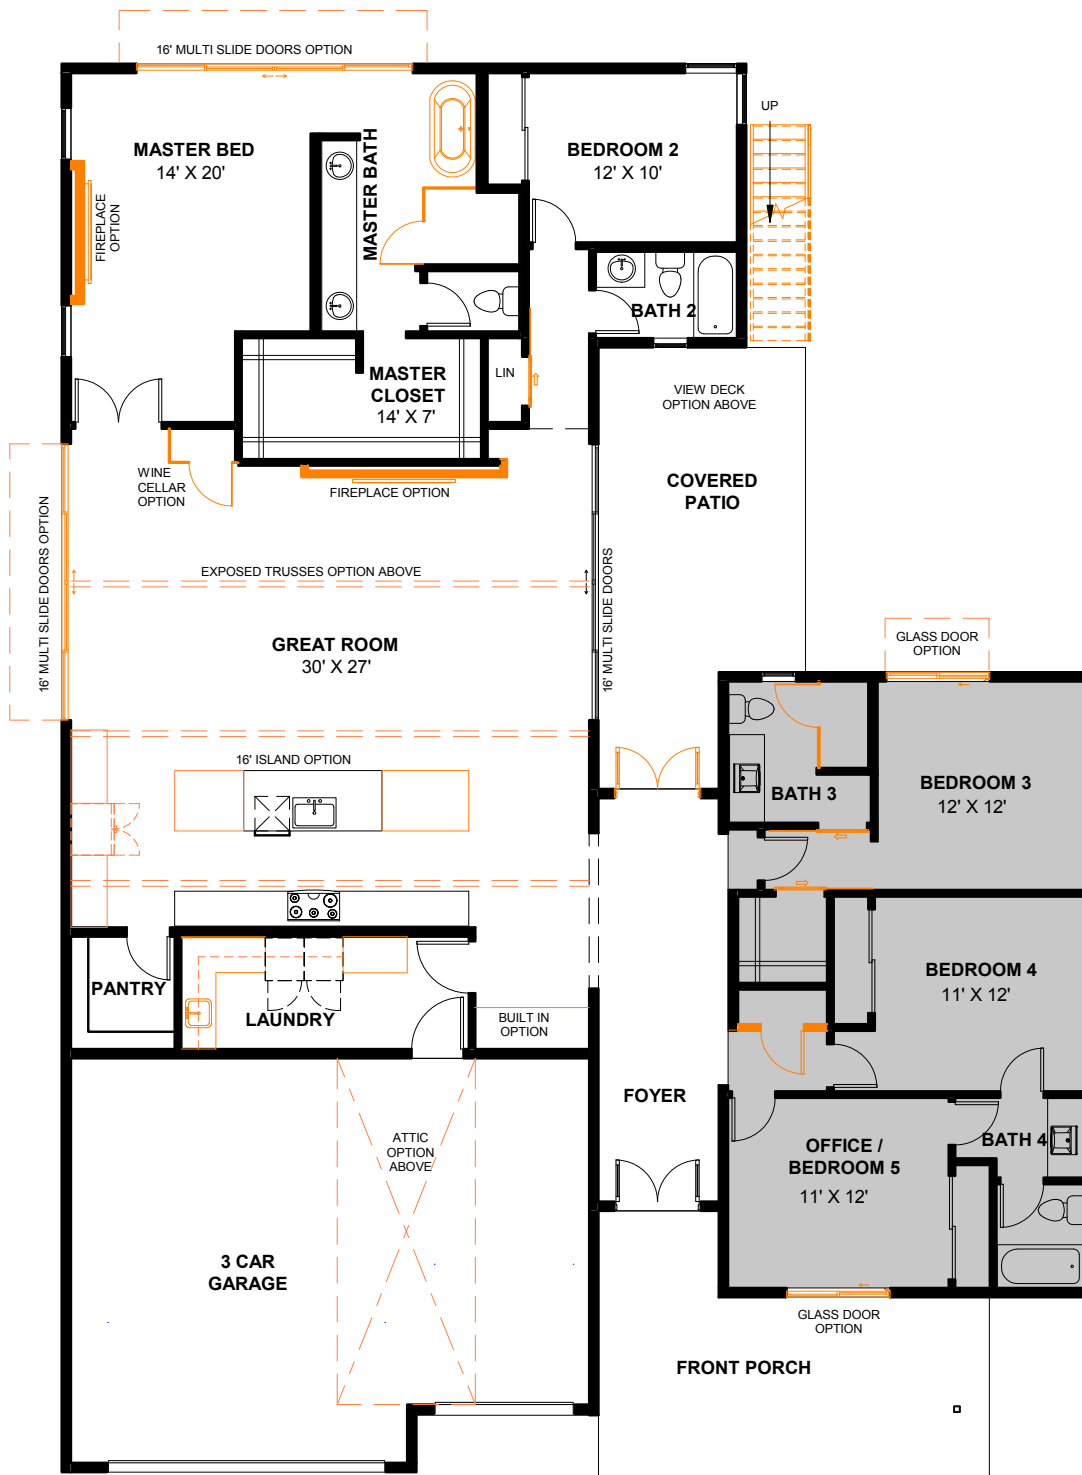 16' MULTI SLIDE DOORS OPTION
UP
MASTER BED
14' X 20'
MASTER BATH
BEDROOM 2
12' X 10'
FIREPLACE
OPTION
BATH 2
LIN
MASTER
CLOSET
14' X 7'
VIEW DECK
OPTION ABOVE
WINE
CELLAR
OPTION
FIREPLACE OPTION
COVERED
PATIO
16' MULTI SLIDE DOORS OPTION
EXPOSED TRUSSES OPTION ABOVE
16' MULTI SLIDE DOORS
GREAT ROOM
30' X 27'
GLASS DOOR
OPTION
16' ISLAND OPTION
BATH 3
BEDROOM 3
12' X 12'
BEDROOM 4
11' X 12'
PANTRY
LAUNDRY
BUILT IN
OPTION
FOYER
ATTIC
OPTION
ABOVE
OFFICE /
BEDROOM 5
11' X 12'
BATH 4
3 CAR
GARAGE
GLASS DOOR
OPTION
FRONT PORCH